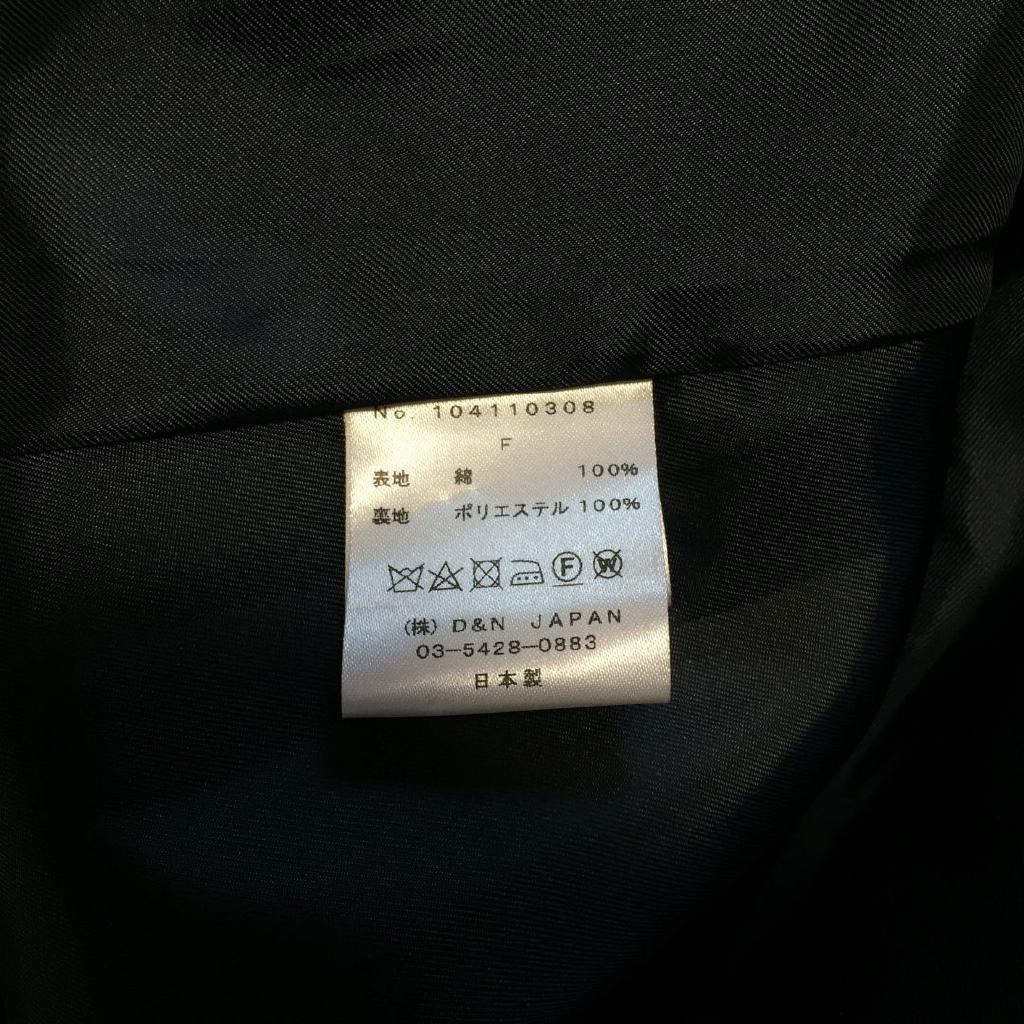 No. 104110308
F
表地 綿 100%
裏地 ポリエステル 100%
F W
(株) D&N JAPAN
03-5428-0883
日本製